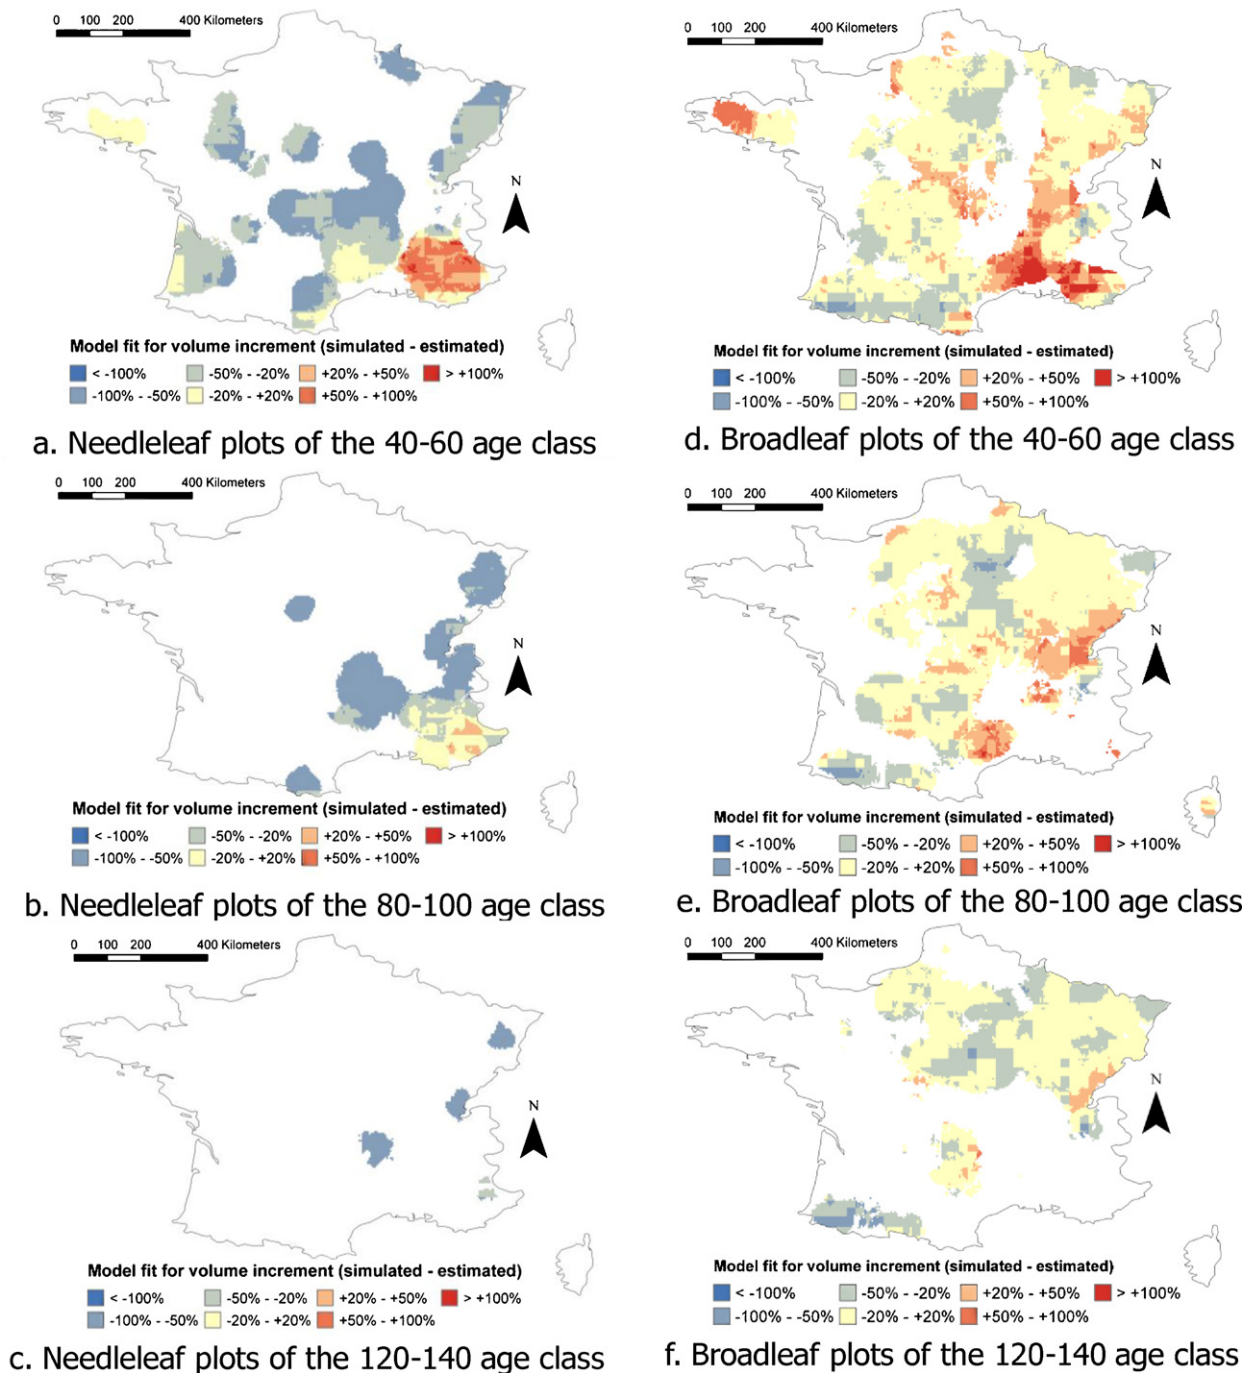 0 100 200 400 Kilometers
N
Model fit for volume increment (simulated - estimated)
< -100% -50% - -20% +20% - +50% > +100%
-100% - -50% -20% - +20% +50% - +100%
a. Needleleaf plots of the 40-60 age class
0 100 200 400 Kilometers
N
Model fit for volume increment (simulated - estimated)
< -100% -50% - -20% +20% - +50% > +100%
-100% - -50% -20% - +20% +50% - +100%
d. Broadleaf plots of the 40-60 age class
0 100 200 400 Kilometers
N
Model fit for volume increment (simulated - estimated)
< -100% -50% - -20% +20% - +50% > +100%
-100% - -50% -20% - +20% +50% - +100%
b. Needleleaf plots of the 80-100 age class
0 100 200 400 Kilometers
N
Model fit for volume increment (simulated - estimated)
< -100% -50% - -20% +20% - +50% > +100%
-100% - -50% -20% - +20% +50% - +100%
e. Broadleaf plots of the 80-100 age class
0 100 200 400 Kilometers
N
Model fit for volume increment (simulated - estimated)
< -100% -50% - -20% +20% - +50% > +100%
-100% - -50% -20% - +20% +50% - +100%
c. Needleleaf plots of the 120-140 age class
0 100 200 400 Kilometers
N
Model fit for volume increment (simulated - estimated)
< -100% -50% - -20% +20% - +50% > +100%
-100% - -50% -20% - +20% +50% - +100%
f. Broadleaf plots of the 120-140 age class